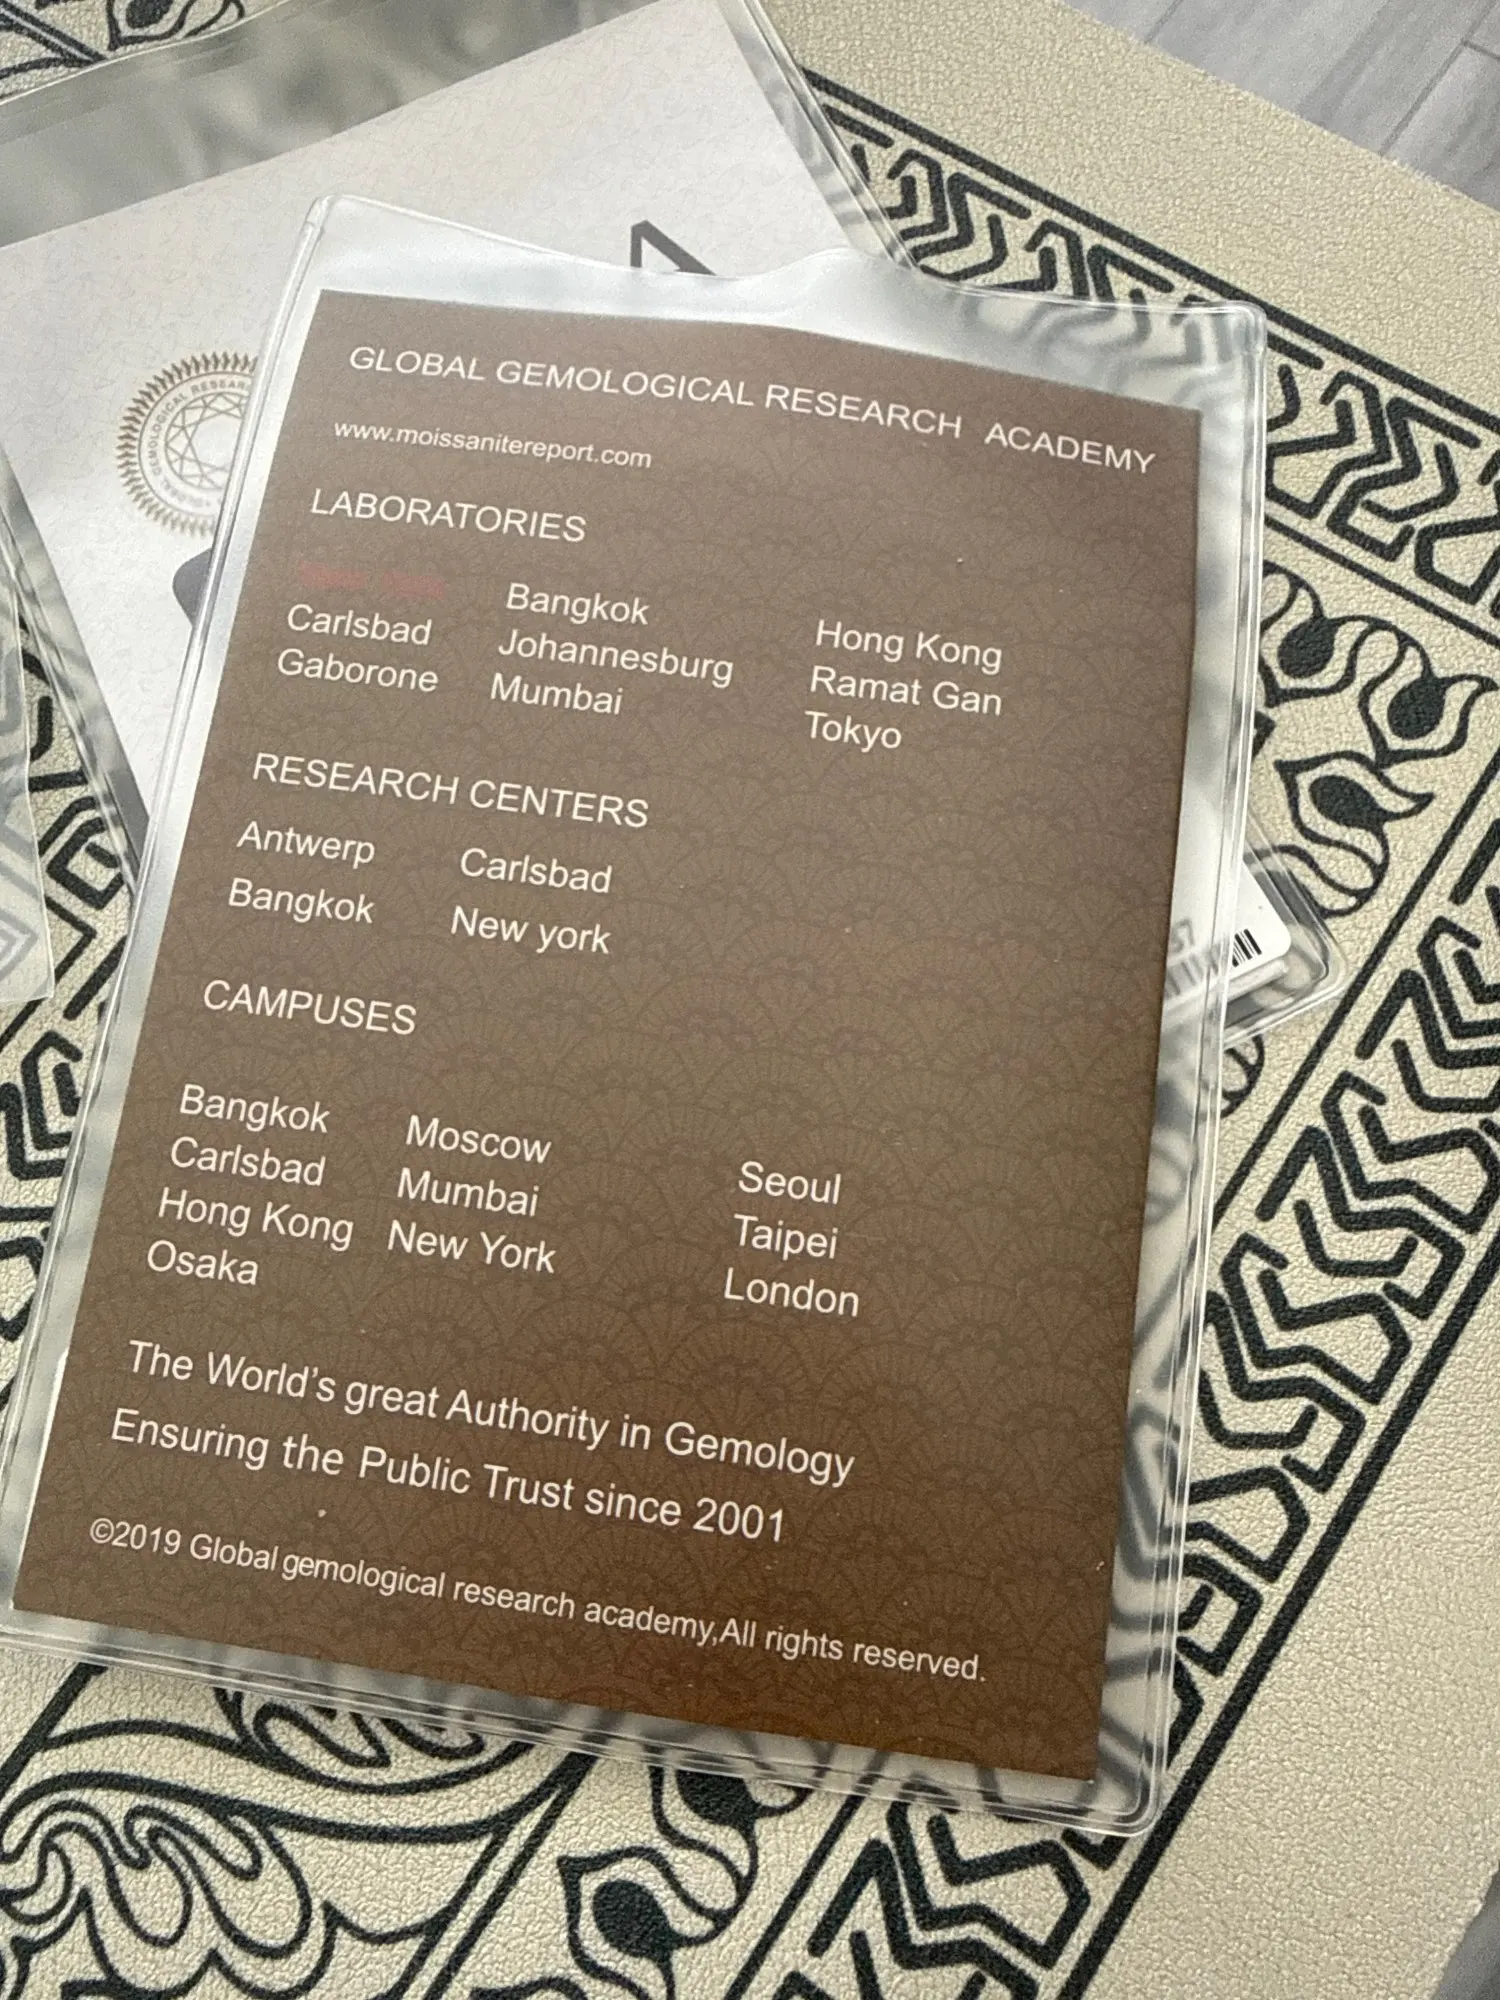 GLOBAL GEMOLOGICAL RESEARCH ACADEMY
www.moissanitereport.com
LABORATORIES
Carlsbad
Gaborone
Bangkok
Johannesburg
Mumbai
Hong Kong
Ramat Gan
Tokyo
RESEARCH CENTERS
Antwerp
Bangkok
Carlsbad
New york
CAMPUSES
Bangkok
Carlsbad
Hong Kong
Osaka
Moscow
Mumbai
New York
Seoul
Taipei
London
The World's great Authority in Gemology
Ensuring the Public Trust since 2001
©2019 Global gemological research academy,All rights reserved.